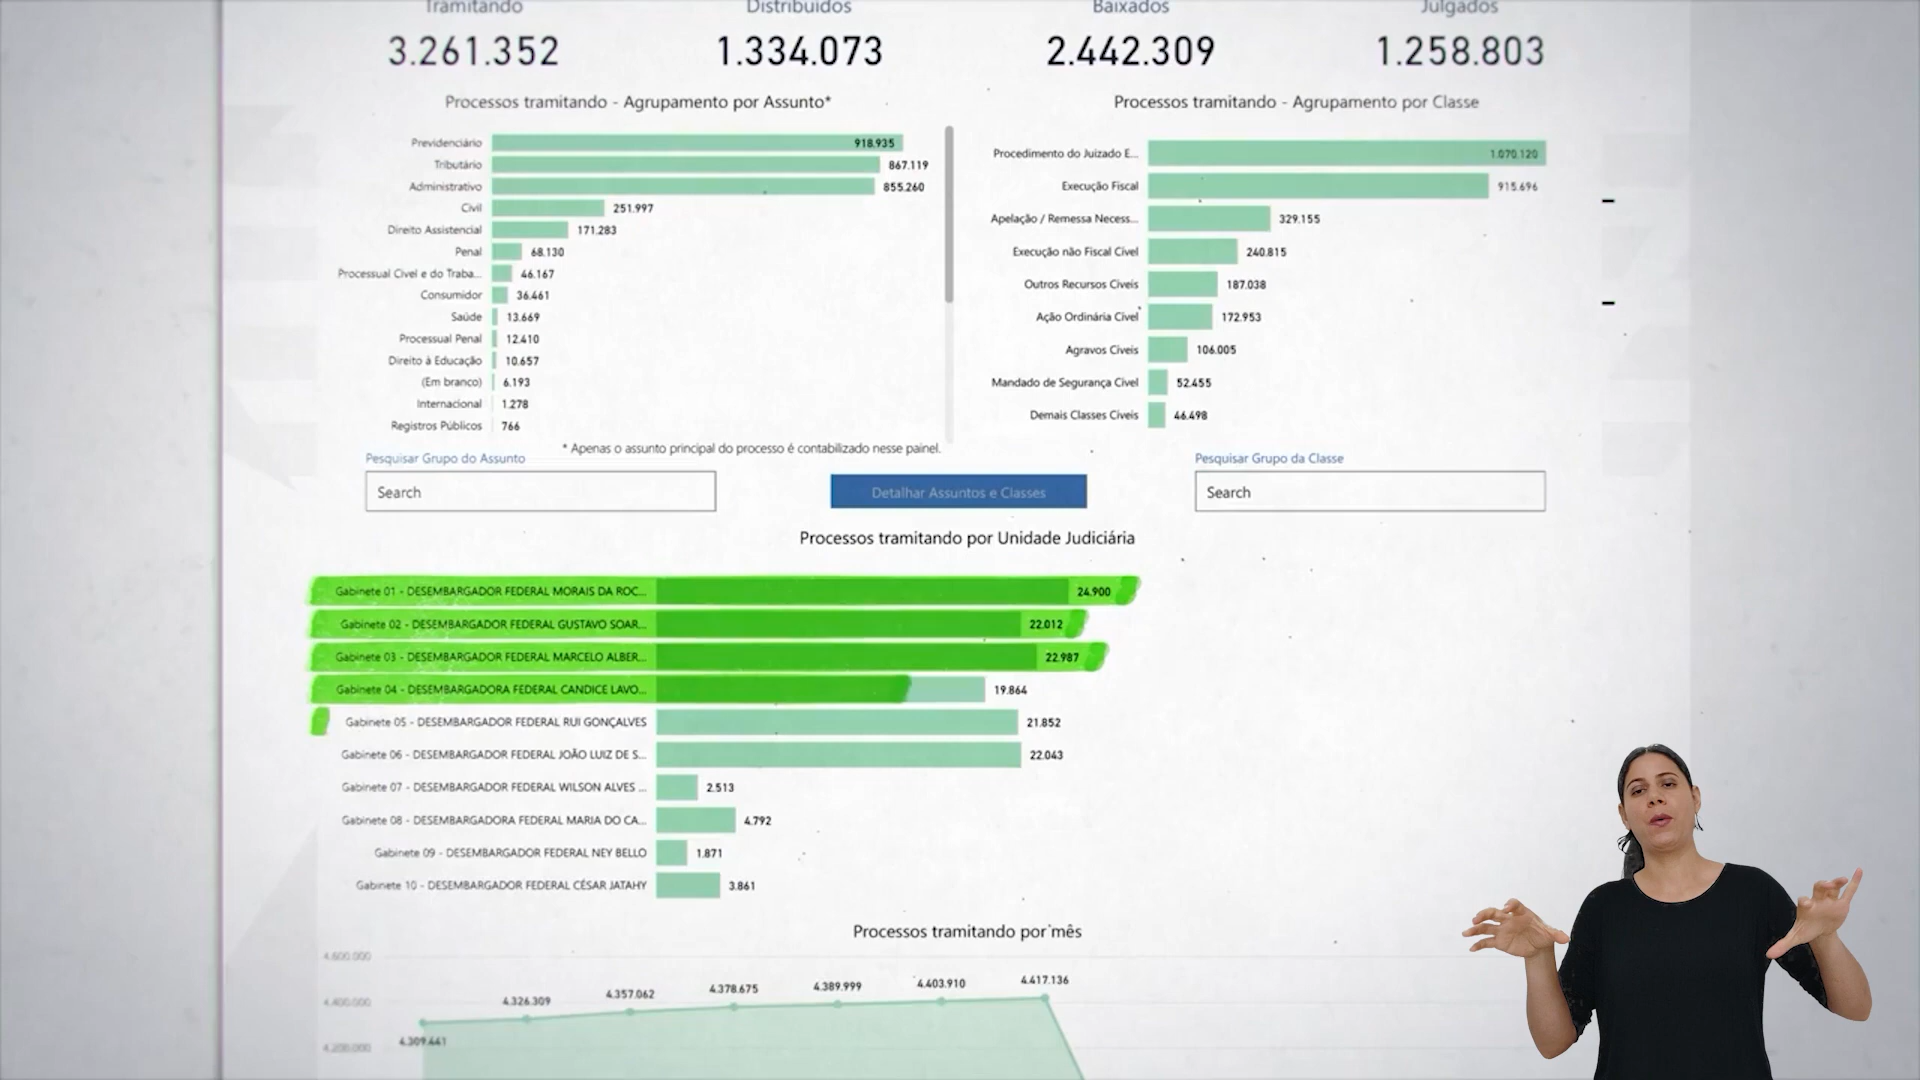 Tramitando
Distribuídos
Baixados
Julgados
3.261.352
1.334.073
2.442.309
1.258.803
Processos tramitando - Agrupamento por Assunto*
Previdenciário 918.935
Tributário 867.119
Administrativo 855.260
Civil 251.997
Direito Assistencial 171.283
Penal 68.130
Processual Cível e do Traba... 46.167
Consumidor 36.461
Saúde 13.669
Processual Penal 12.410
Direito à Educação 10.657
(Em branco) 6.193
Internacional 1.278
Registros Públicos 766
* Apenas o assunto principal do processo é contabilizado nesse painel.
Processos tramitando - Agrupamento por Classe
Procedimento do Juizado E... 1.070.120
Execução Fiscal 915.696
Apelação / Remessa Necess... 329.155
Execução não Fiscal Cível 240.815
Outros Recursos Cíveis 187.038
Ação Ordinária Cível 172.953
Agravos Cíveis 106.005
Mandado de Segurança Cível 52.455
Demais Classes Cíveis 46.498
Pesquisar Grupo do Assunto
Search
Detalhar Assuntos e Classes
Pesquisar Grupo da Classe
Search
Processos tramitando por Unidade Judiciária
Gabinete 01 - DESEMBARGADOR FEDERAL MORAIS DA ROC... 24.900
Gabinete 02 - DESEMBARGADOR FEDERAL GUSTAVO SOAR... 22.012
Gabinete 03 - DESEMBARGADOR FEDERAL MARCELO ALBER... 22.987
Gabinete 04 - DESEMBARGADORA FEDERAL CANDICE LAVO... 19.864
Gabinete 05 - DESEMBARGADOR FEDERAL RUI GONÇALVES 21.852
Gabinete 06 - DESEMBARGADOR FEDERAL JOÃO LUIZ DE S... 22.043
Gabinete 07 - DESEMBARGADOR FEDERAL WILSON ALVES ... 2.513
Gabinete 08 - DESEMBARGADORA FEDERAL MARIA DO CA... 4.792
Gabinete 09 - DESEMBARGADOR FEDERAL NEY BELLO 1.871
Gabinete 10 - DESEMBARGADOR FEDERAL CÉSAR JATAHY 3.861
Processos tramitando por mês
4.600.000
4.400.000
4.200.000
4.309.441
4.326.309
4.357.062
4.378.675
4.389.999
4.403.910
4.417.136